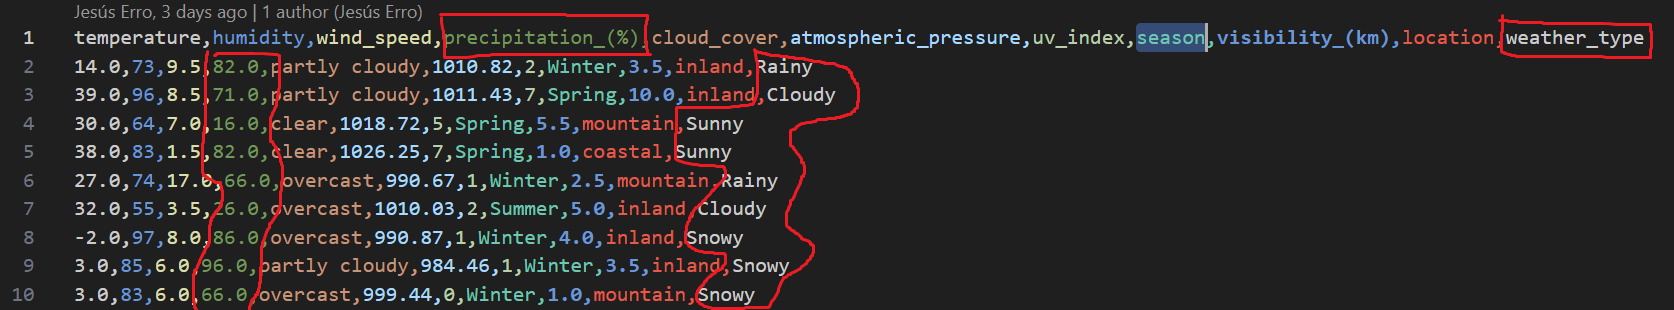 Jesús Erro, 3 days ago | 1 author (Jesús Erro)
1 temperature,humidity,wind_speed,precipitation_(%),cloud_cover,atmospheric_pressure,uv_index,season,visibility_(km),location,weather_type
2 14.0,73,9.5,82.0,partly cloudy,1010.82,2,Winter,3.5,inland,Rainy
3 39.0,96,8.5,71.0,partly cloudy,1011.43,7,Spring,10.0,inland,Cloudy
4 30.0,64,7.0,16.0,clear,1018.72,5,Spring,5.5,mountain,Sunny
5 38.0,83,1.5,82.0,clear,1026.25,7,Spring,1.0,coastal,Sunny
6 27.0,74,17.0,66.0,overcast,990.67,1,Winter,2.5,mountain,Rainy
7 32.0,55,3.5,26.0,overcast,1010.03,2,Summer,5.0,inland,Cloudy
8 -2.0,97,8.0,86.0,overcast,990.87,1,Winter,4.0,inland,Snowy
9 3.0,85,6.0,96.0,partly cloudy,984.46,1,Winter,3.5,inland,Snowy
10 3.0,83,6.0,66.0,overcast,999.44,0,Winter,1.0,mountain,Snowy